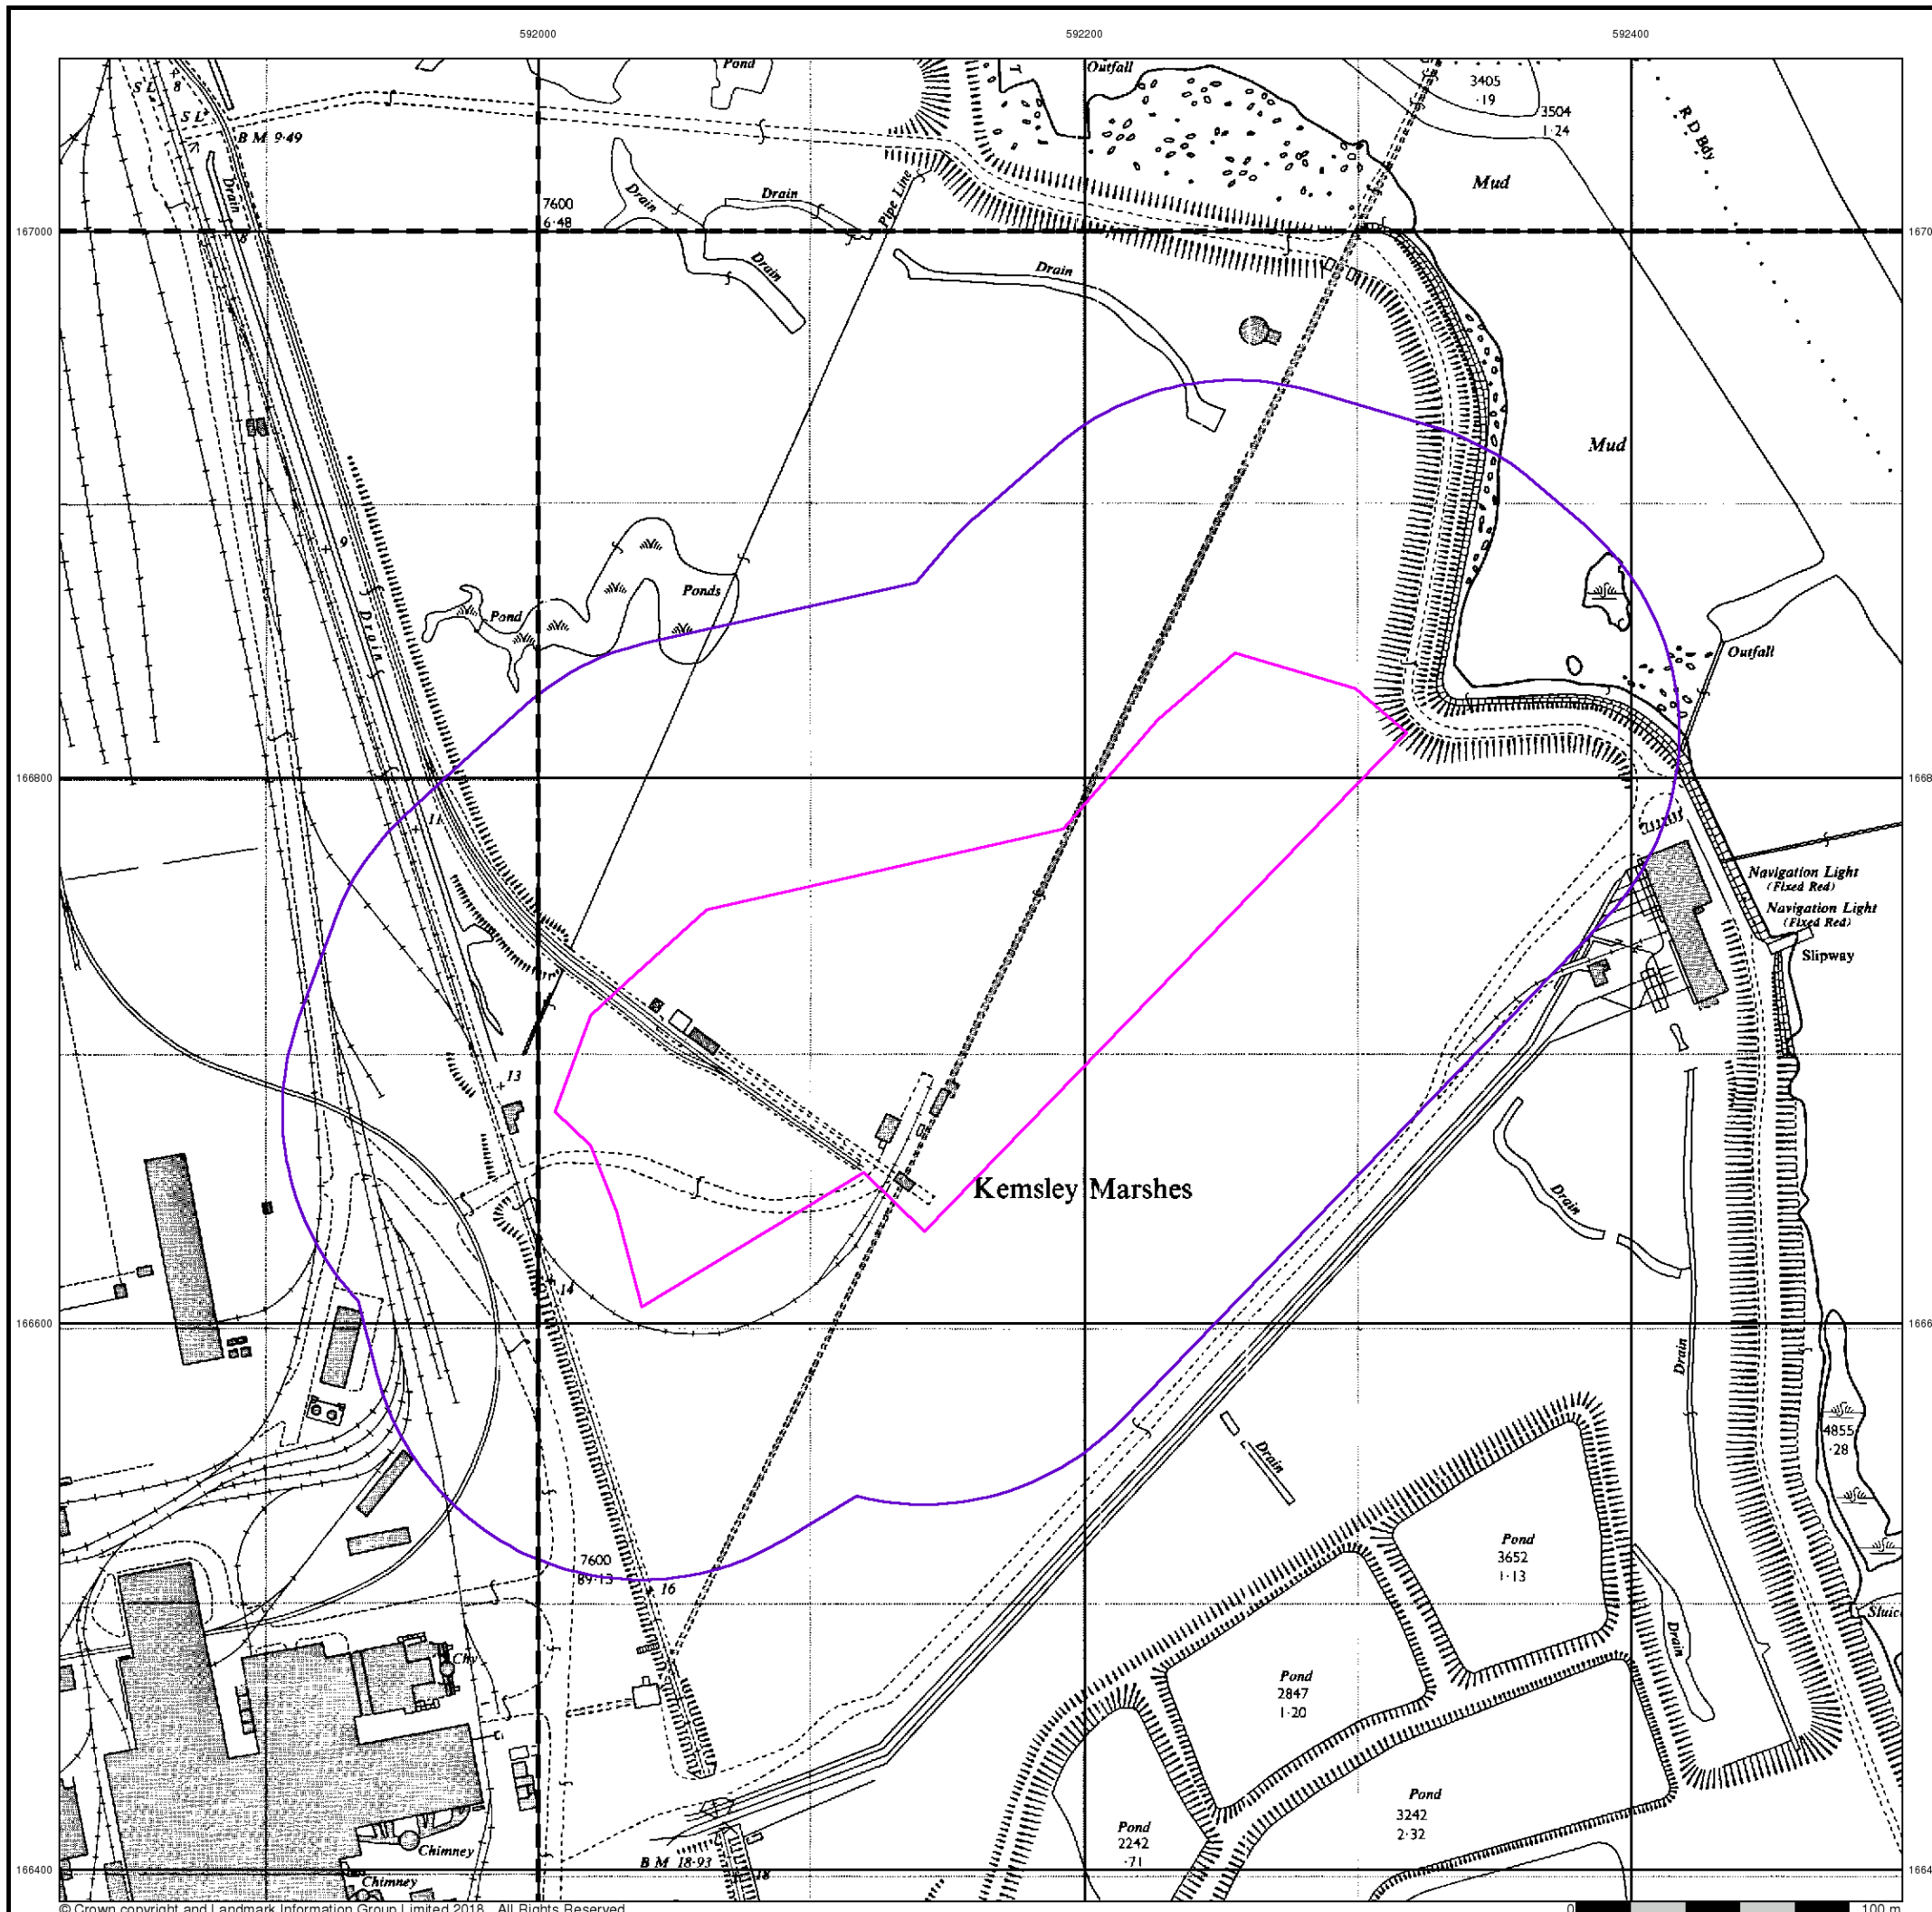 592000
592200
592400
Pond
Outfall
3405
·19
3504
1·24
R D Bdy
S L
8
S L
B M 9·49
Drain
Mud
7600
6·48
Drain
Drain
Pipe Line
8
167000
Drain
Drain
Mud
9
Ponds
Pond
Drains
Outfall
166800
11
Navigation Light
(Fixed Red)
Navigation Light
(Fixed Red)
Slipway
13
Kemsley Marshes
Drain
14
166600
Drain
4855
·28
Drain
Pond
3652
1·13
7600
89·13
16
Drain
Chy
Pond
2847
1·20
Pond
3242
2·32
Pond
2242
·71
Chimney
B M 18·93
18
166400
Chimney
© Crown copyright and Landmark Information Group Limited 2018. All Rights Reserved.
0
100 m